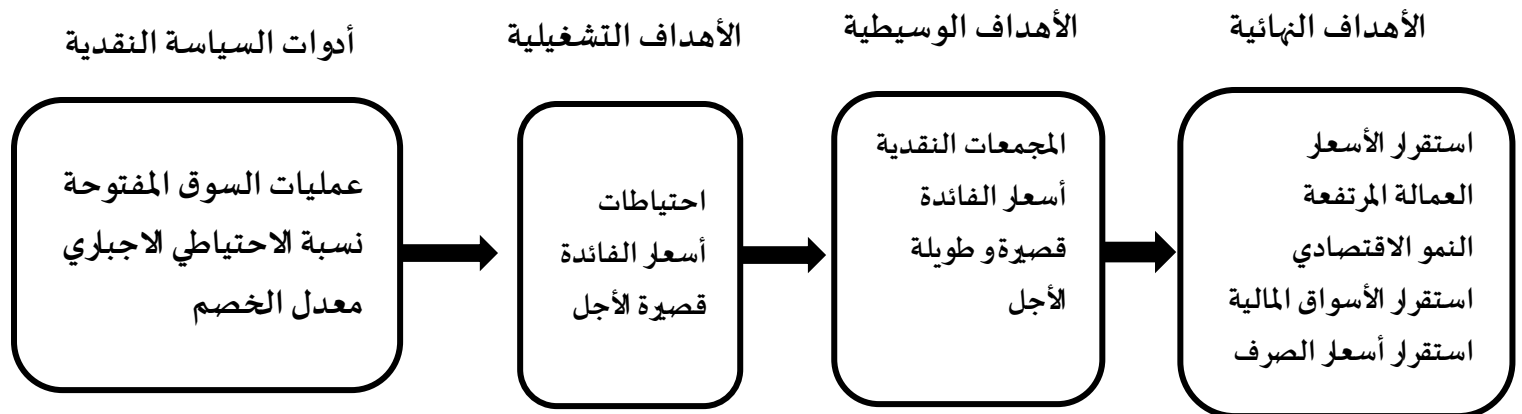 أدوات السياسة النقدية
عمليات السوق المفتوحة
نسبة الاحتياطي الاجباري
معدل الخصم
الأهداف التشغيلية
احتياطات
أسعار الفائدة
قصيرة الأجل
الأهداف الوسيطية
المجمعات النقدية
أسعار الفائدة
قصيرة و طويلة
الأجل
الأهداف النهائية
استقرار الأسعار
العمالة المرتفعة
النمو الاقتصادي
استقرار الأسواق المالية
استقرار أسعار الصرف